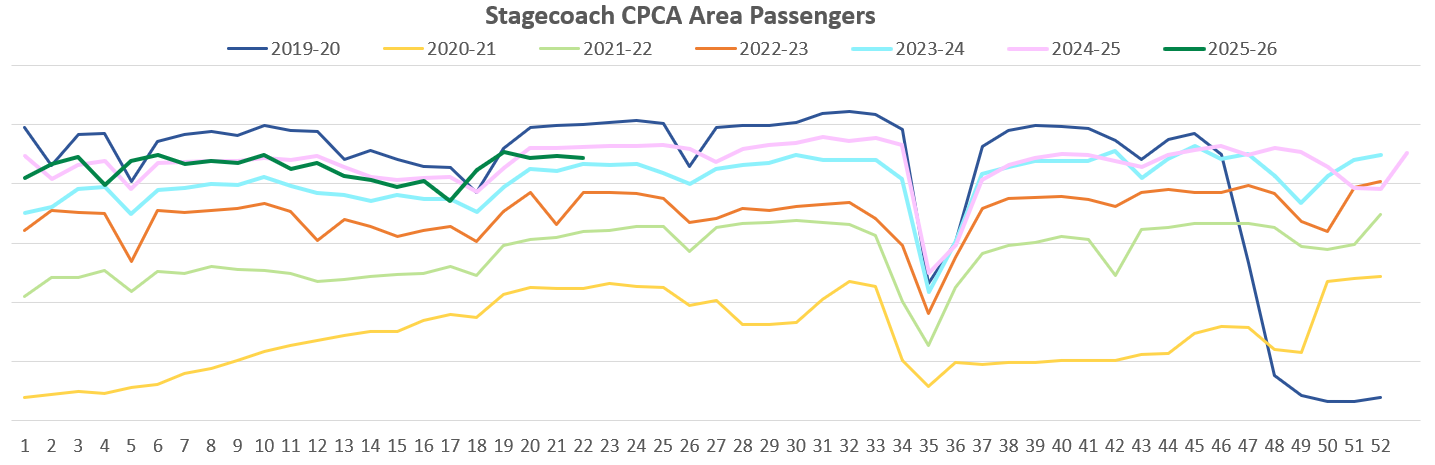 Stagecoach CPCA Area Passengers
2019-20 2020-21 2021-22 2022-23 2023-24 2024-25 2025-26
1 2 3 4 5 6 7 8 9 10 11 12 13 14 15 16 17 18 19 20 21 22 23 24 25 26 27 28 29 30 31 32 33 34 35 36 37 38 39 40 41 42 43 44 45 46 47 48 49 50 51 52